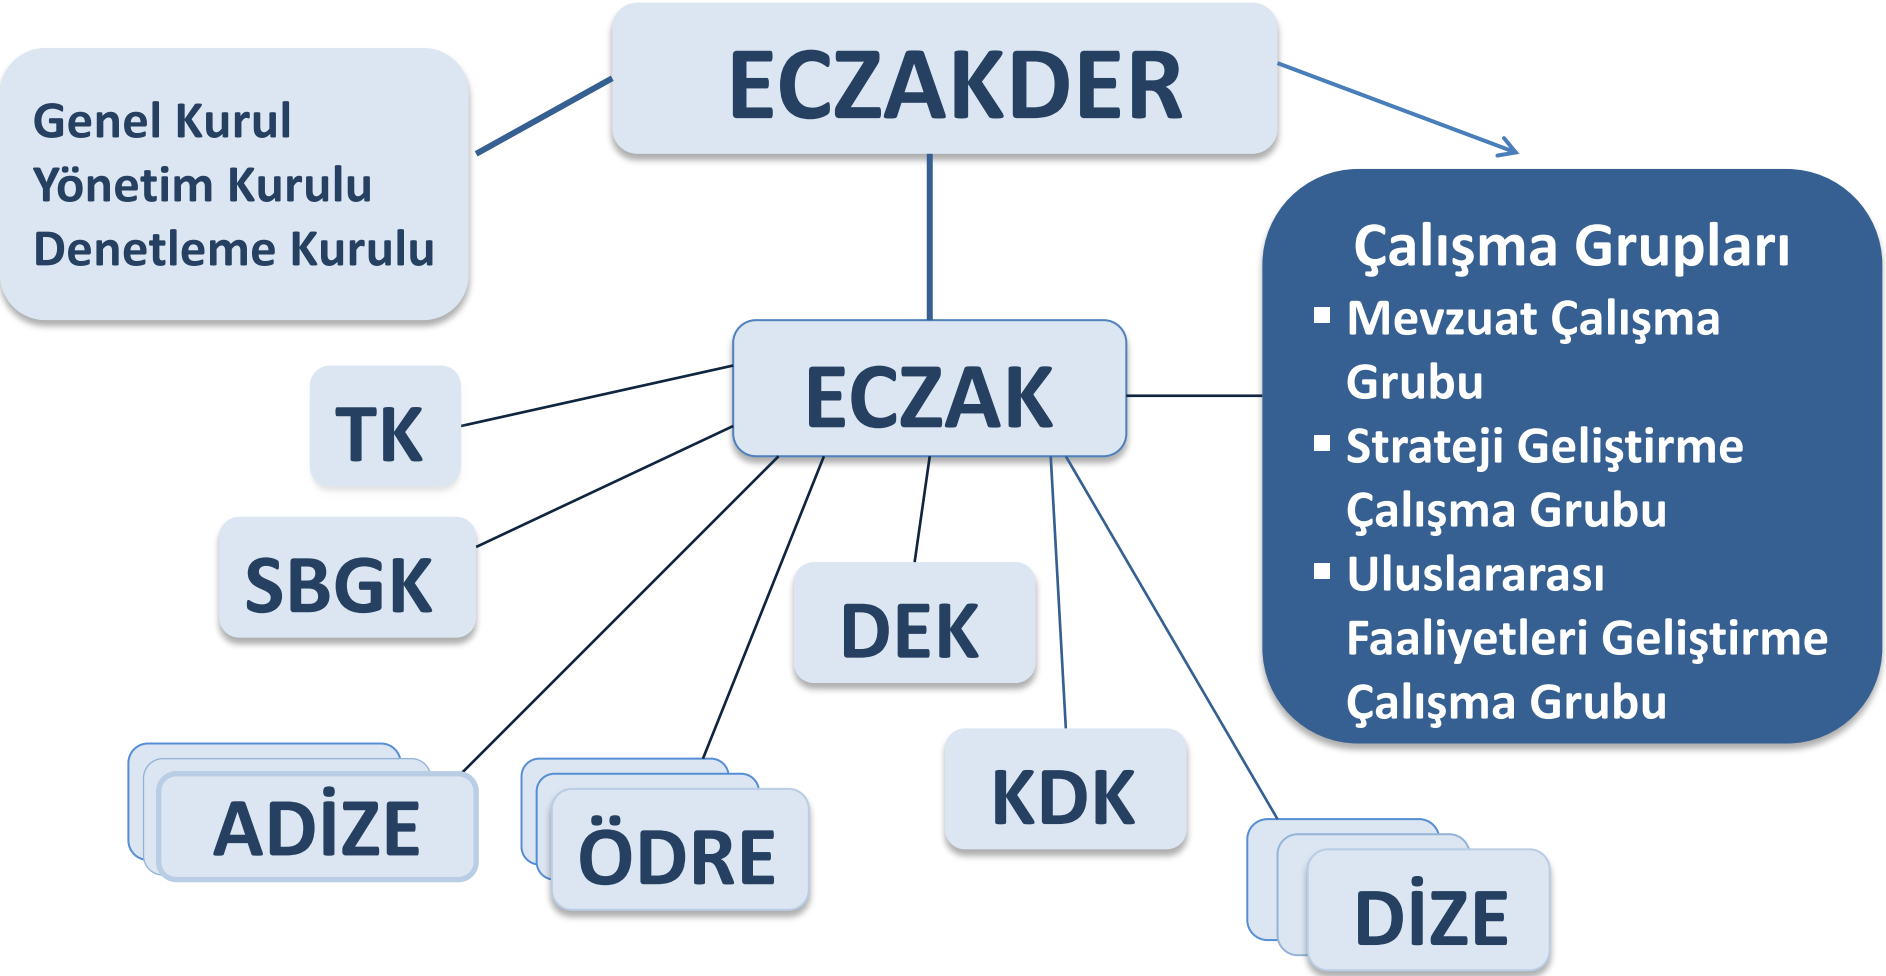 ECZAKDER
Genel Kurul
Yönetim Kurulu
Denetleme Kurulu
Çalışma Grupları
▪ Mevzuat Çalışma
Grubu
▪ Strateji Geliştirme
Çalışma Grubu
▪ Uluslararası
Faaliyetleri Geliştirme
Çalışma Grubu
ECZAK
TK
SBGK
DEK
KDK
ADİZE
ÖDRE
DİZE